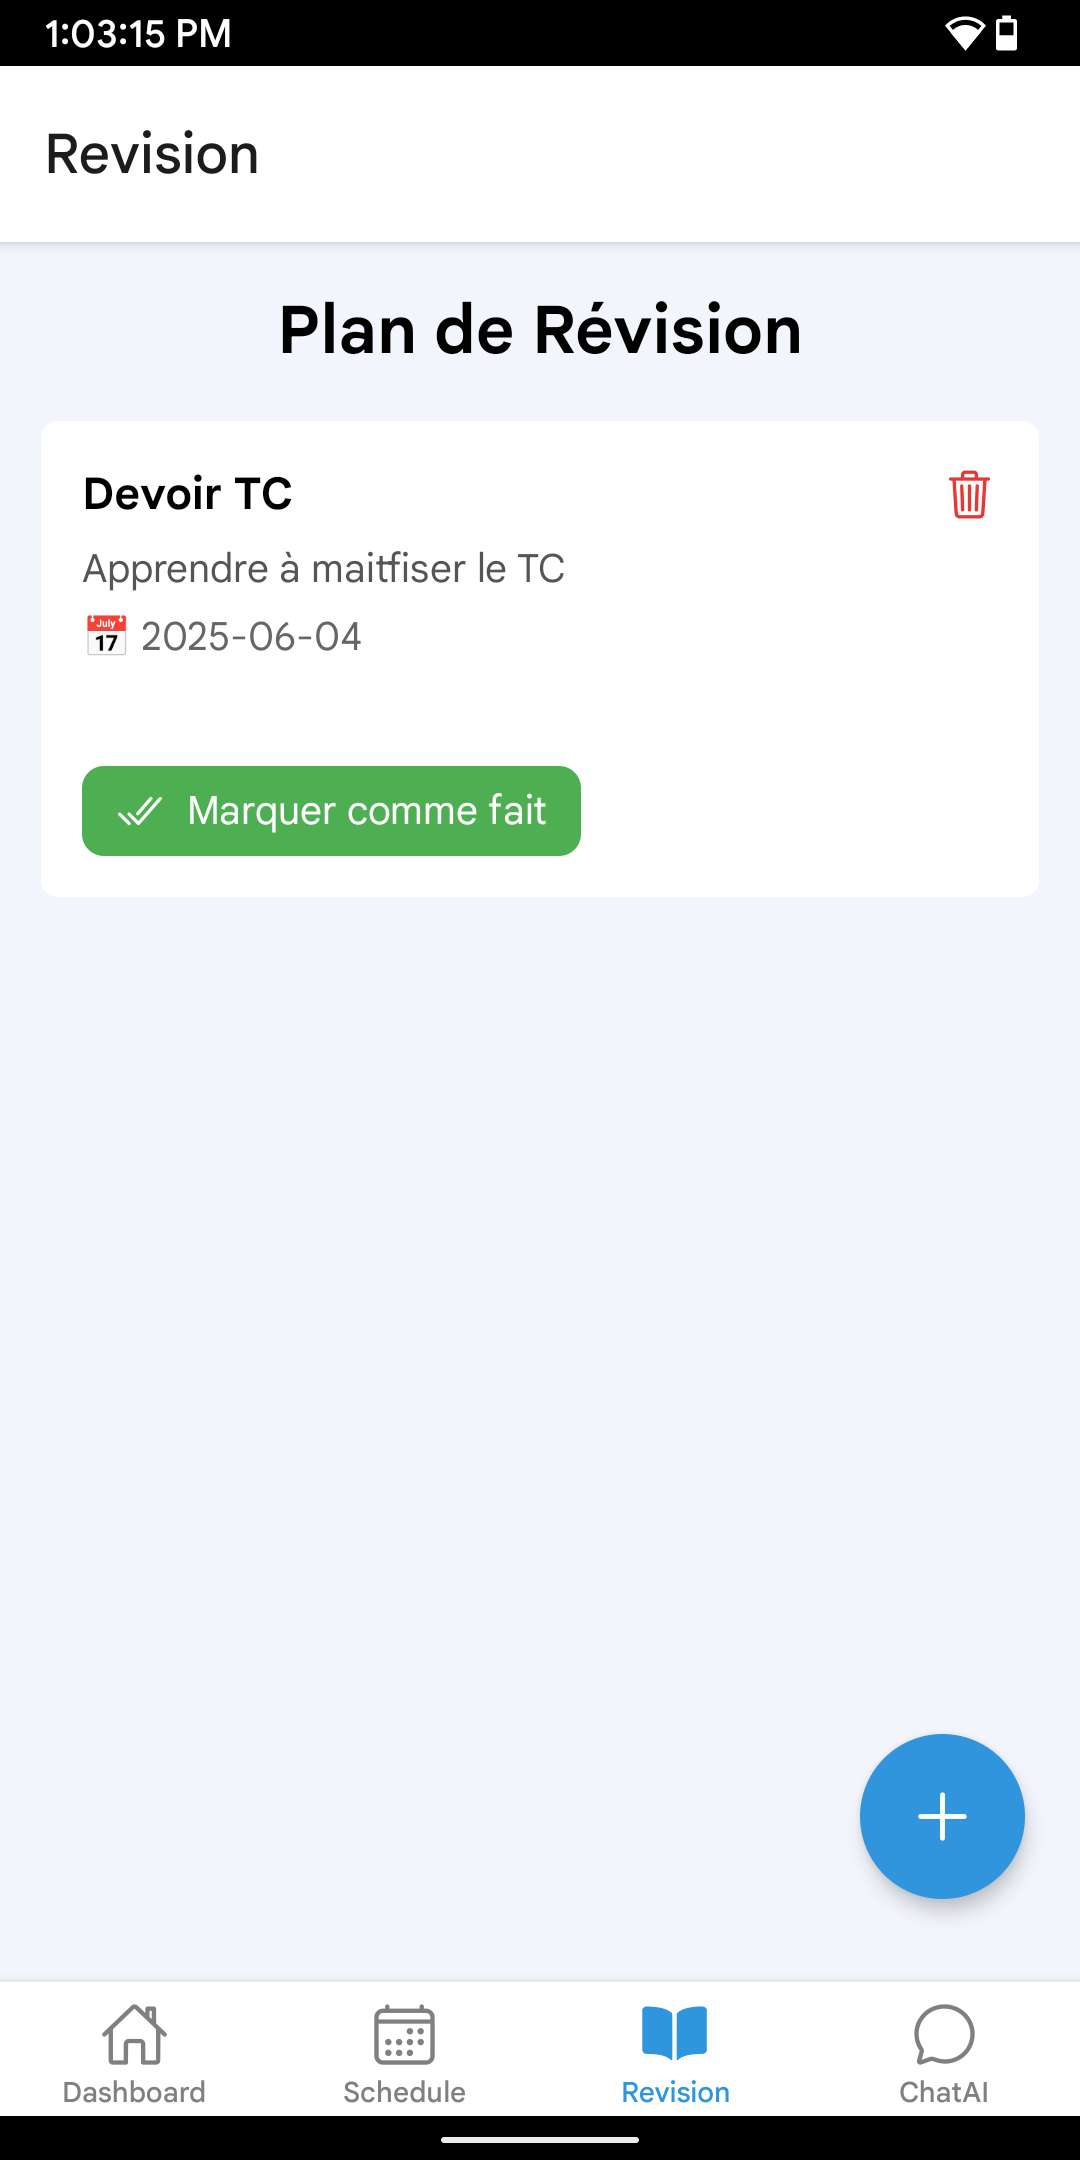 1:03:15 PM
Revision
Plan de Révision
Devoir TC
Apprendre à maitfiser le TC
July
17
2025-06-04
Marquer comme fait
Dashboard
Schedule
Revision
ChatAI